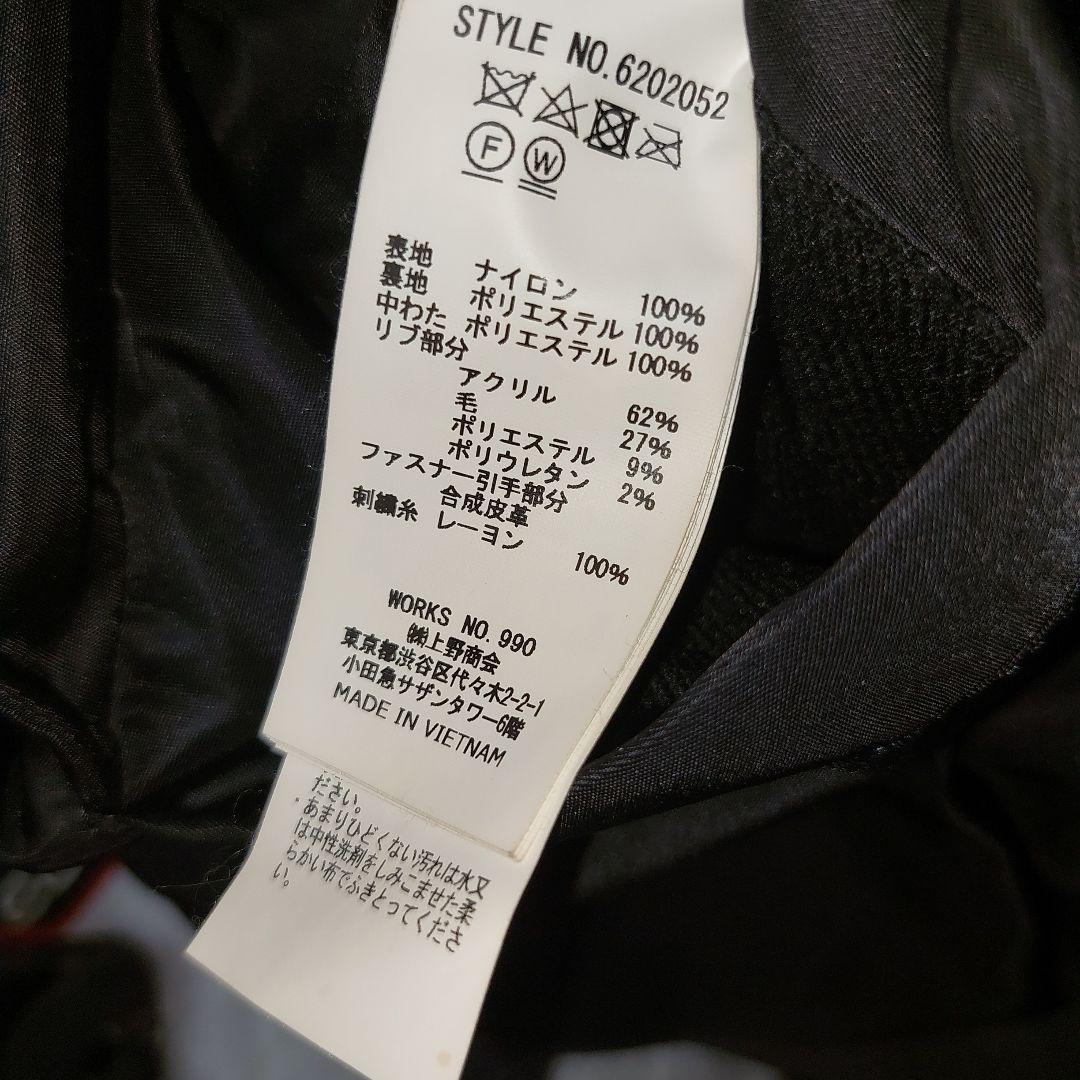 STYLE NO.6202052
F W
表地 ナイロン 100%
裏地 ポリエステル 100%
中わた ポリエステル 100%
リブ部分
アクリル 62%
毛 27%
ポリエステル 9%
ポリウレタン 2%
ファスナー引手部分
合成皮革
刺繍糸 レーヨン 100%
WORKS NO.990
㈱上野商会
東京都渋谷区代々木2-2-1
小田急サザンタワー6階
MADE IN VIETNAM
ださい。
・あまりひどくない汚れは水又
は中性洗剤をしみこませた柔
らかい布でふきとってくださ
い。